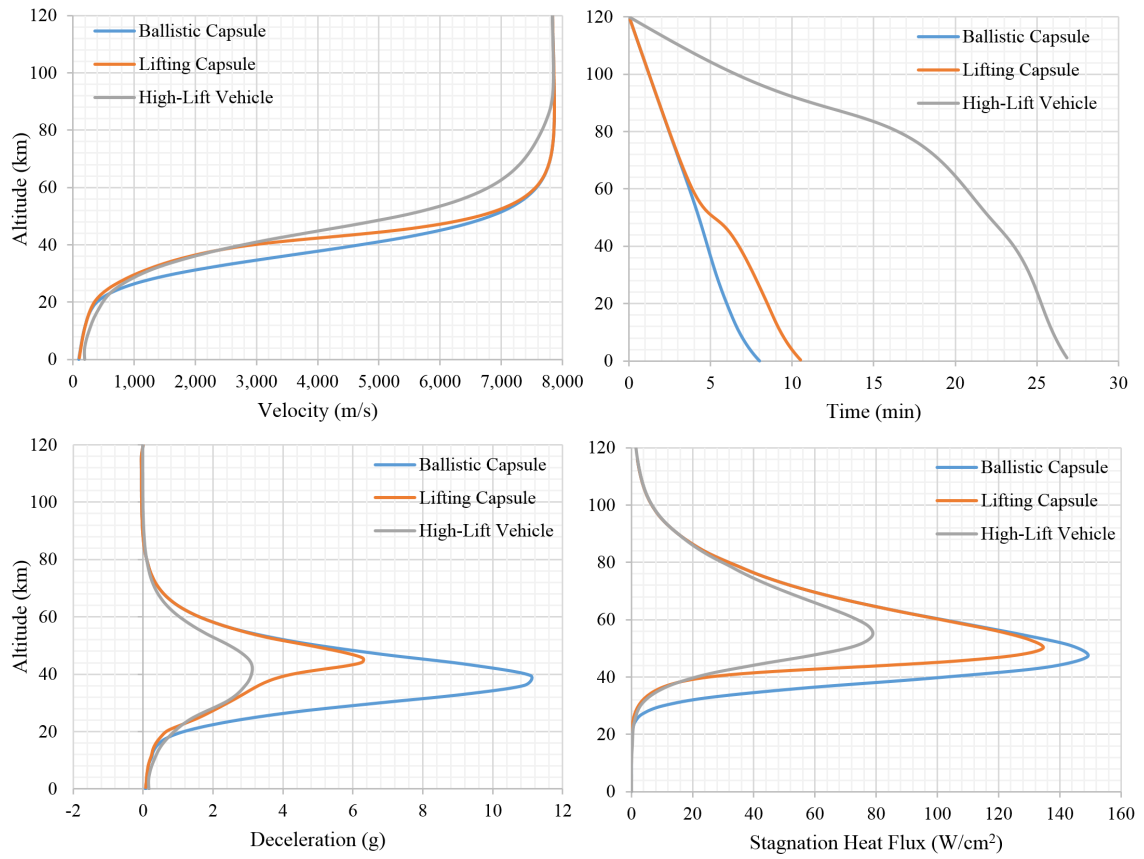 120
100
80
60
40
20
0
Altitude (km)
Ballistic Capsule
Lifting Capsule
High-Lift Vehicle
0 1,000 2,000 3,000 4,000 5,000 6,000 7,000 8,000
Velocity (m/s)
120
100
80
60
40
20
0
Ballistic Capsule
Lifting Capsule
High-Lift Vehicle
0 5 10 15 20 25 30
Time (min)
120
100
80
60
40
20
0
Altitude (km)
Ballistic Capsule
Lifting Capsule
High-Lift Vehicle
-2 0 2 4 6 8 10 12
Deceleration (g)
120
100
80
60
40
20
0
Ballistic Capsule
Lifting Capsule
High-Lift Vehicle
0 20 40 60 80 100 120 140 160
Stagnation Heat Flux (W/cm²)